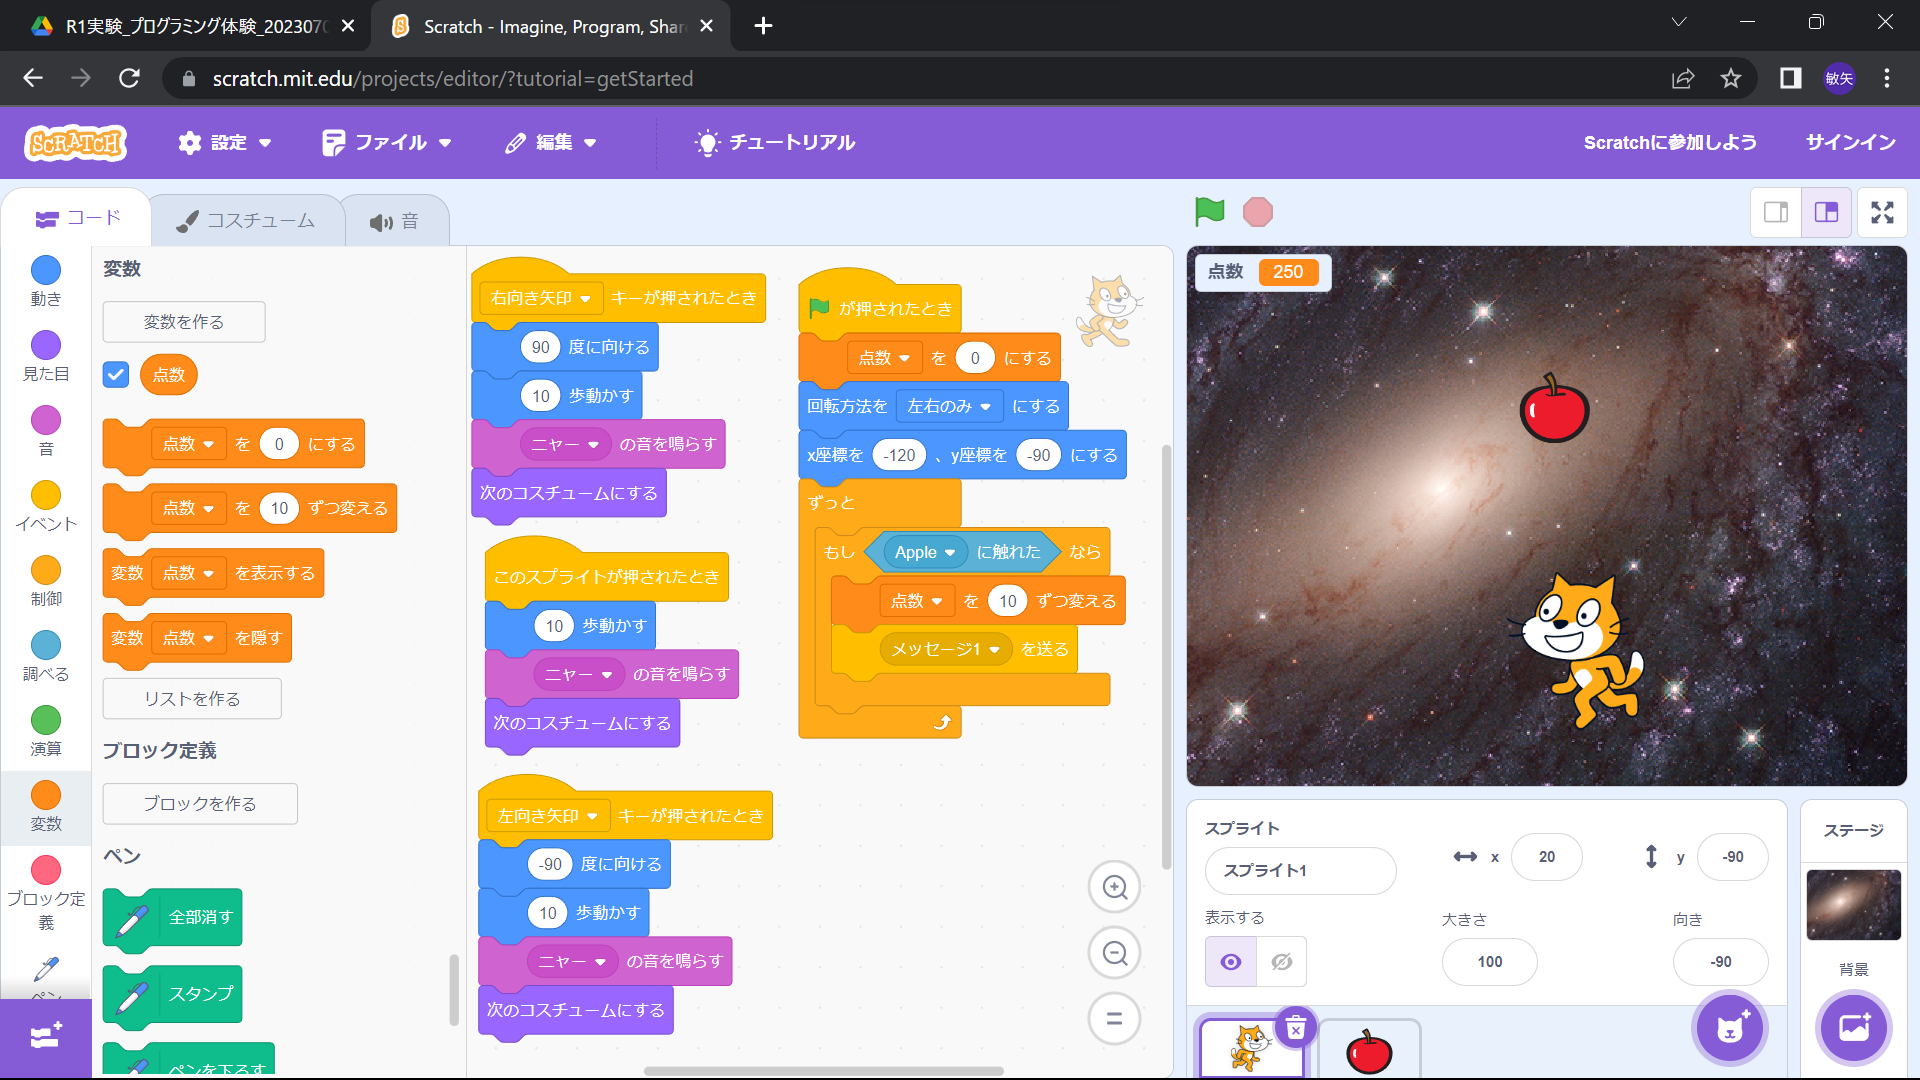 R1実験_プログラミング体験_2023070
Scratch - Imagine, Program, Shar
scratch.mit.edu/projects/editor/?tutorial=getStarted
敏矢
SCRATCH
設定
ファイル
編集
チュートリアル
Scratchに参加しよう
サインイン
コード
コスチューム
音
動き
見た目
音
イベント
制御
調べる
演算
変数
ブロック定義
ペン
変数
変数を作る
点数
点数 を 0 にする
点数 を 10 ずつ変える
変数 点数 を表示する
変数 点数 を隠す
リストを作る
ブロック定義
ブロックを作る
ペン
全部消す
スタンプ
ペンを下ろす
右向き矢印 キーが押されたとき
90 度に向ける
10 歩動かす
ニャー の音を鳴らす
次のコスチュームにする
このスプライトが押されたとき
10 歩動かす
ニャー の音を鳴らす
次のコスチュームにする
左向き矢印 キーが押されたとき
-90 度に向ける
10 歩動かす
ニャー の音を鳴らす
次のコスチュームにする
が押されたとき
点数 を 0 にする
回転方法を 左右のみ にする
x座標を -120 、y座標を -90 にする
ずっと
もし Apple に触れた なら
点数 を 10 ずつ変える
メッセージ1 を送る
点数 250
スプライト
スプライト1
x 20
y -90
表示する
大きさ
100
向き
-90
ステージ
背景